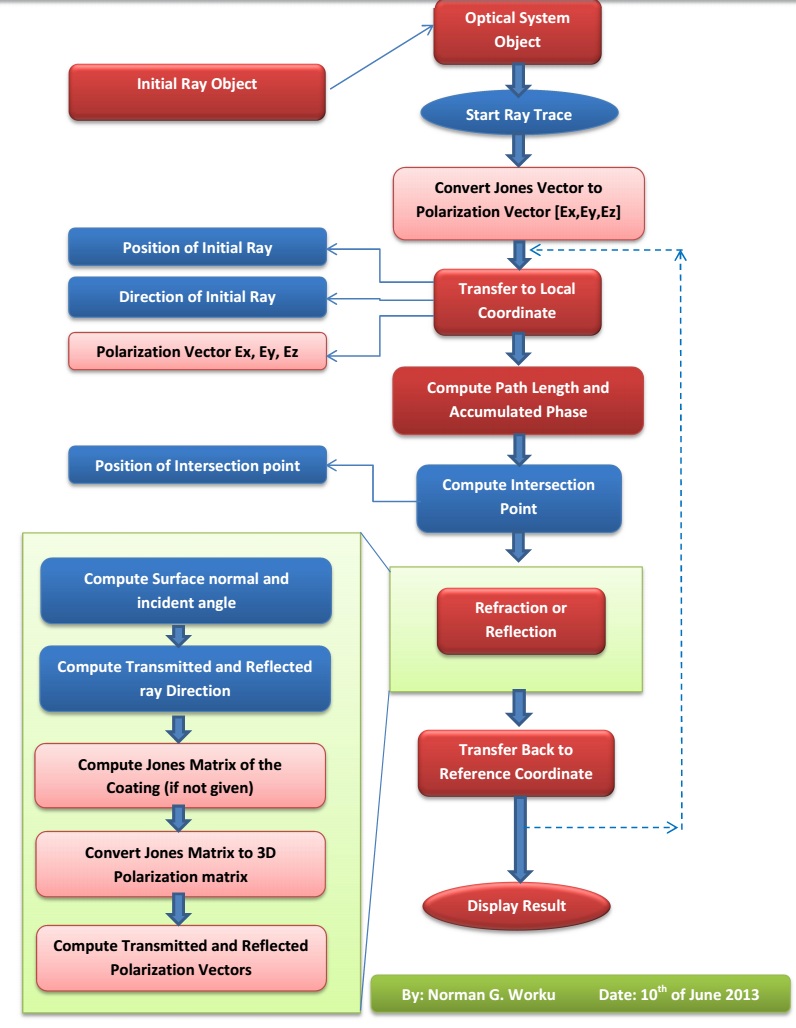 Optical System
Object
Initial Ray Object
Start Ray Trace
Convert Jones Vector to
Polarization Vector [Ex,Ey,Ez]
Position of Initial Ray
Direction of Initial Ray
Polarization Vector Ex, Ey, Ez
Transfer to Local
Coordinate
Compute Path Length and
Accumulated Phase
Position of Intersection point
Compute Intersection
Point
Refraction or
Reflection
Compute Surface normal and
incident angle
Compute Transmitted and Reflected
ray Direction
Compute Jones Matrix of the
Coating (if not given)
Convert Jones Matrix to 3D
Polarization matrix
Compute Transmitted and Reflected
Polarization Vectors
Transfer Back to
Reference Coordinate
Display Result
By: Norman G. Worku Date: 10th of June 2013